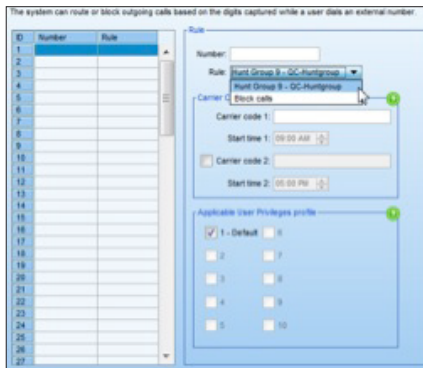 The system can route or block outgoing calls based on the digits captured while a user dials an external number.
ID Number Rule
1
2
3
4
5
6
7
8
9
10
11
12
13
14
15
16
17
18
19
20
21
22
23
24
25
26
27
Rule
Number:
Rule: Hunt Group 9 - QC-Huntgroup
Hunt Group 9 - QC-Huntgroup
Block calls
Carrier
Carrier code 1:
Start time 1: 09:00 AM
Carrier code 2:
Start time 2: 05:00 PM
Applicable User Privileges profile
1 - Default 6
2 7
3 8
4 9
5 10